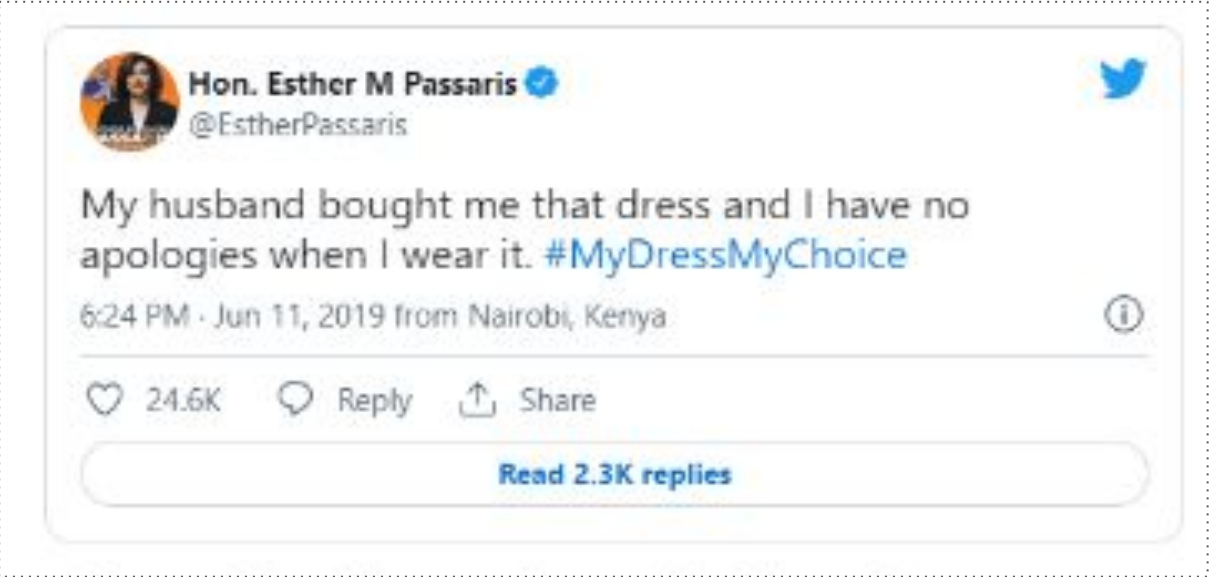 Hon. Esther M Passaris
@EstherPassaris
My husband bought me that dress and I have no
apologies when I wear it. #MyDressMyChoice
6:24 PM · Jun 11, 2019 from Nairobi, Kenya
24.6K Reply Share
Read 2.3K replies